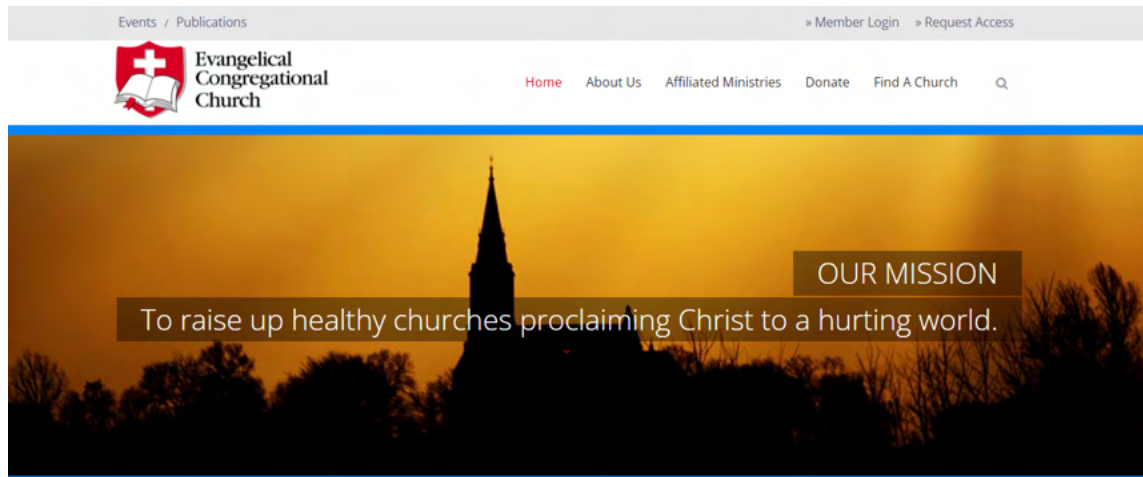 Events / Publications
» Member Login » Request Access
Evangelical
Congregational
Church
Home About Us Affiliated Ministries Donate Find A Church
OUR MISSION
To raise up healthy churches proclaiming Christ to a hurting world.